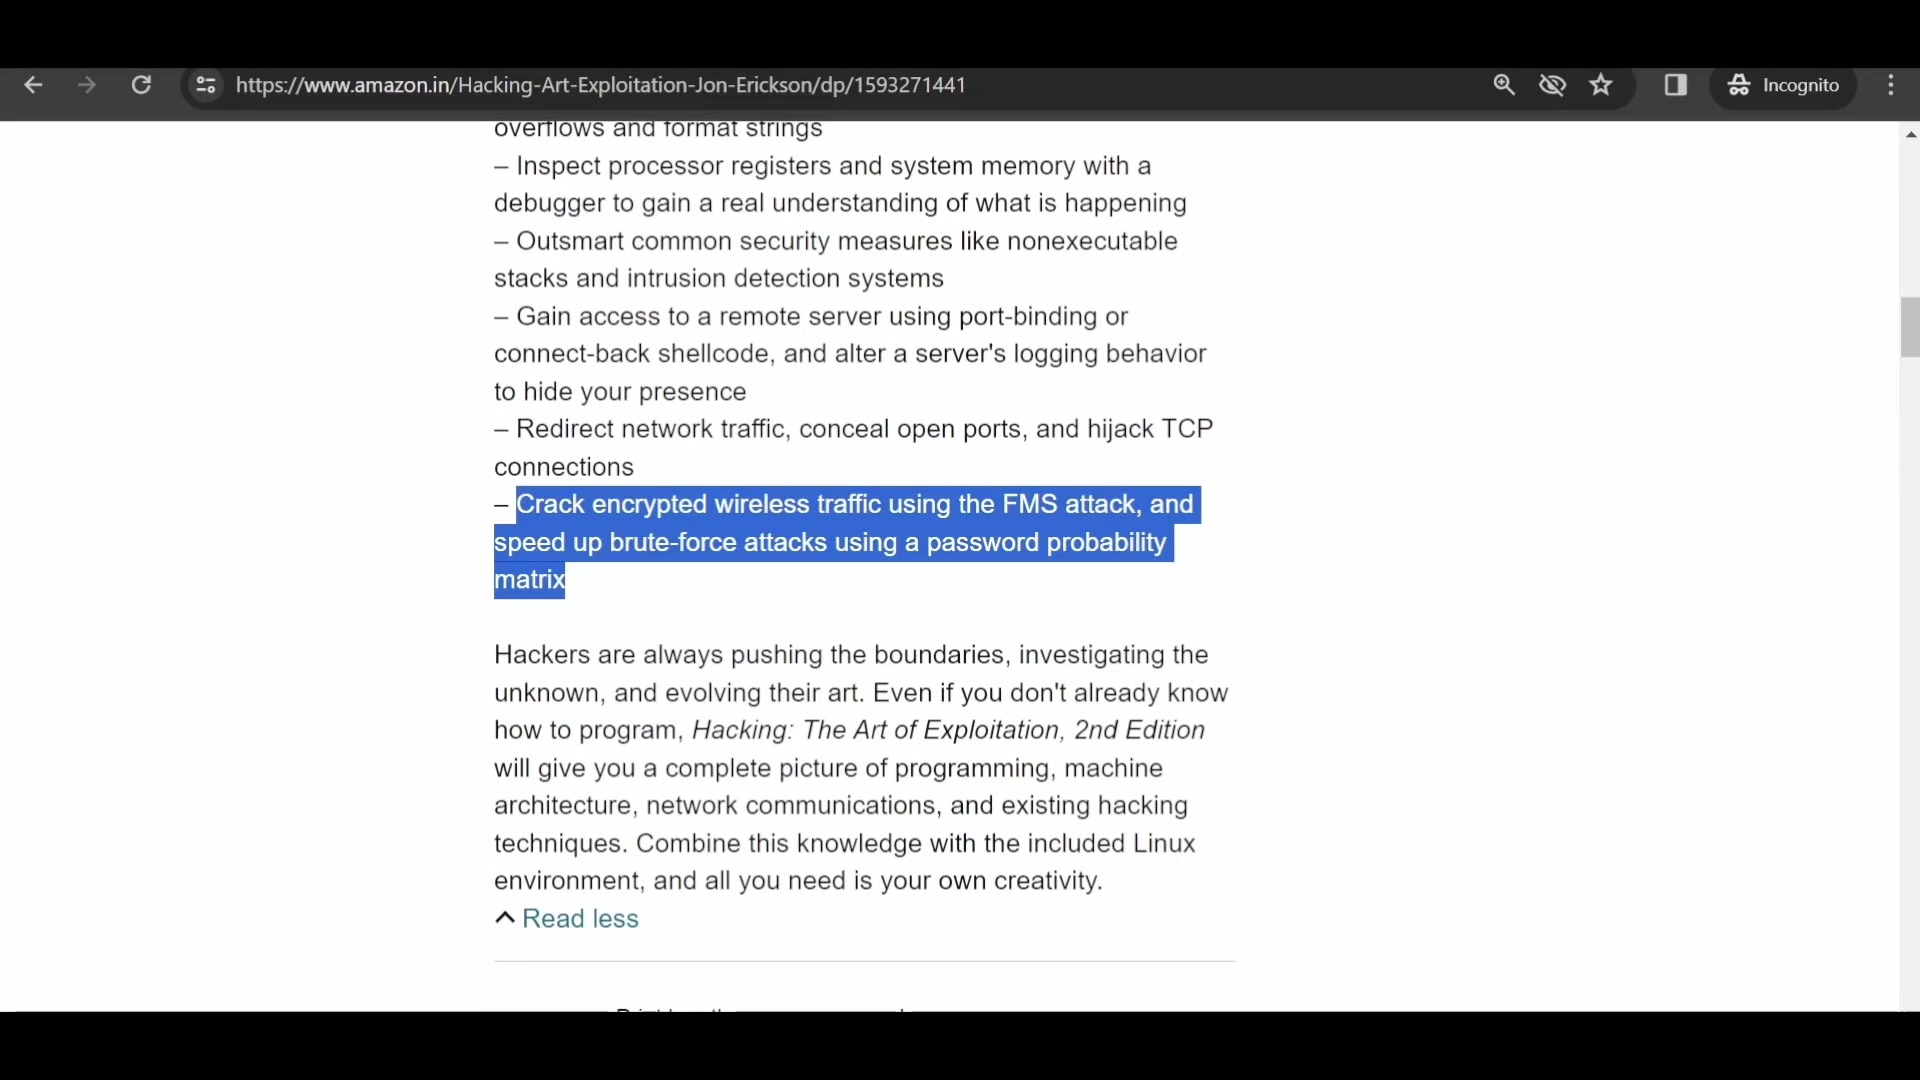 https://www.amazon.in/Hacking-Art-Exploitation-Jon-Erickson/dp/1593271441
Incognito
overflows and format strings
– Inspect processor registers and system memory with a
debugger to gain a real understanding of what is happening
– Outsmart common security measures like nonexecutable
stacks and intrusion detection systems
– Gain access to a remote server using port-binding or
connect-back shellcode, and alter a server's logging behavior
to hide your presence
– Redirect network traffic, conceal open ports, and hijack TCP
connections
– Crack encrypted wireless traffic using the FMS attack, and
speed up brute-force attacks using a password probability
matrix
Hackers are always pushing the boundaries, investigating the
unknown, and evolving their art. Even if you don't already know
how to program, Hacking: The Art of Exploitation, 2nd Edition
will give you a complete picture of programming, machine
architecture, network communications, and existing hacking
techniques. Combine this knowledge with the included Linux
environment, and all you need is your own creativity.
Read less